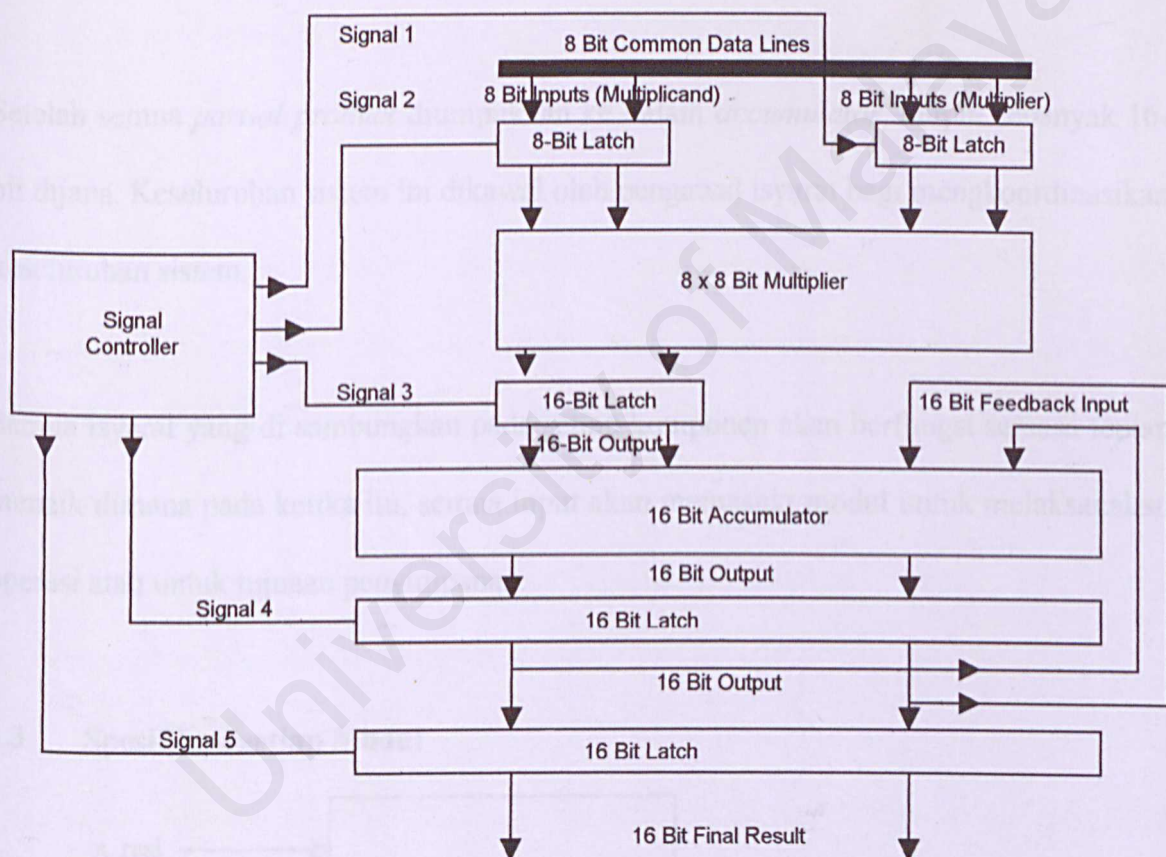 Signal 1
8 Bit Common Data Lines
Signal 2
8 Bit Inputs (Multiplicand)
8 Bit Inputs (Multiplier)
8-Bit Latch
8-Bit Latch
8 x 8 Bit Multiplier
Signal
Controller
Signal 3
16-Bit Latch
16 Bit Feedback Input
16-Bit Output
16 Bit Accumulator
16 Bit Output
Signal 4
16 Bit Latch
16 Bit Output
Signal 5
16 Bit Latch
16 Bit Final Result
University of Malaya